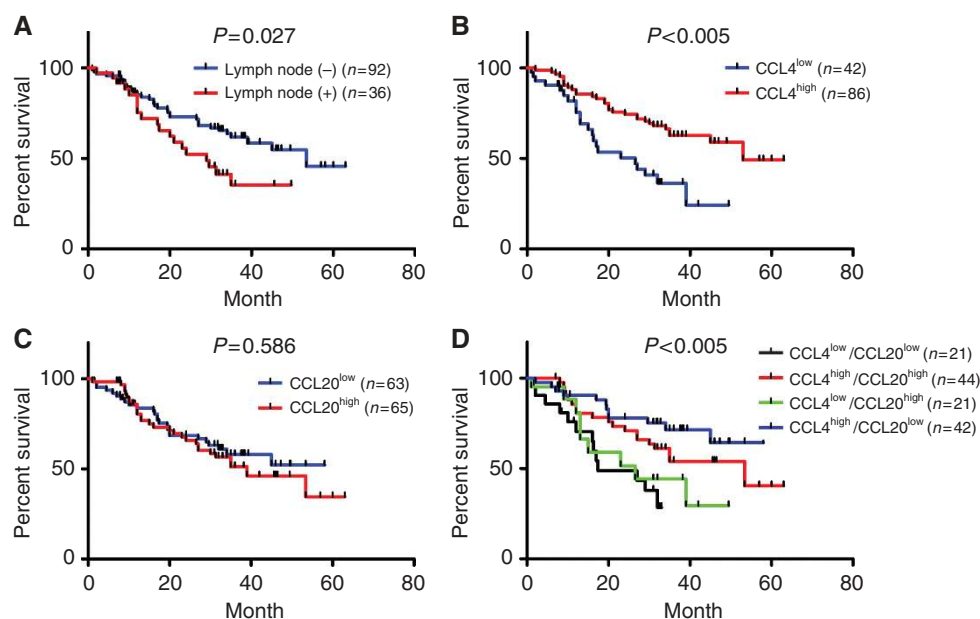 A
P=0.027
Lymph node (–) (n=92)
Lymph node (+) (n=36)
Percent survival
100
50
0
0 20 40 60 80
Month
B
P<0.005
CCL4low (n=42)
CCL4high (n=86)
Percent survival
100
50
0
0 20 40 60 80
Month
C
P=0.586
CCL20low (n=63)
CCL20high (n=65)
Percent survival
100
50
0
0 20 40 60 80
Month
D
P<0.005
CCL4low/CCL20low (n=21)
CCL4high/CCL20high (n=44)
CCL4low/CCL20high (n=21)
CCL4high/CCL20low (n=42)
Percent survival
100
50
0
0 20 40 60 80
Month